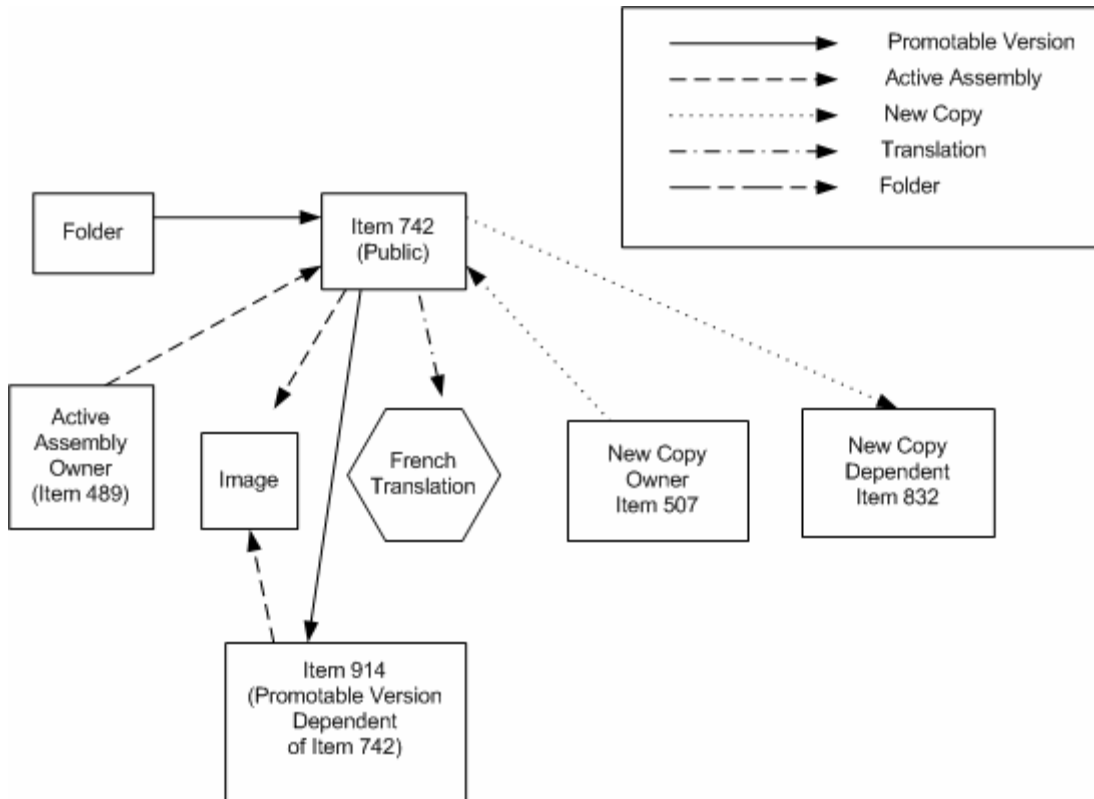 Promotable Version
Active Assembly
New Copy
Translation
Folder
Folder
Item 742
(Public)
Active
Assembly
Owner
(Item 489)
Image
French
Translation
New Copy
Owner
Item 507
New Copy
Dependent
Item 832
Item 914
(Promotable Version
Dependent
of Item 742)